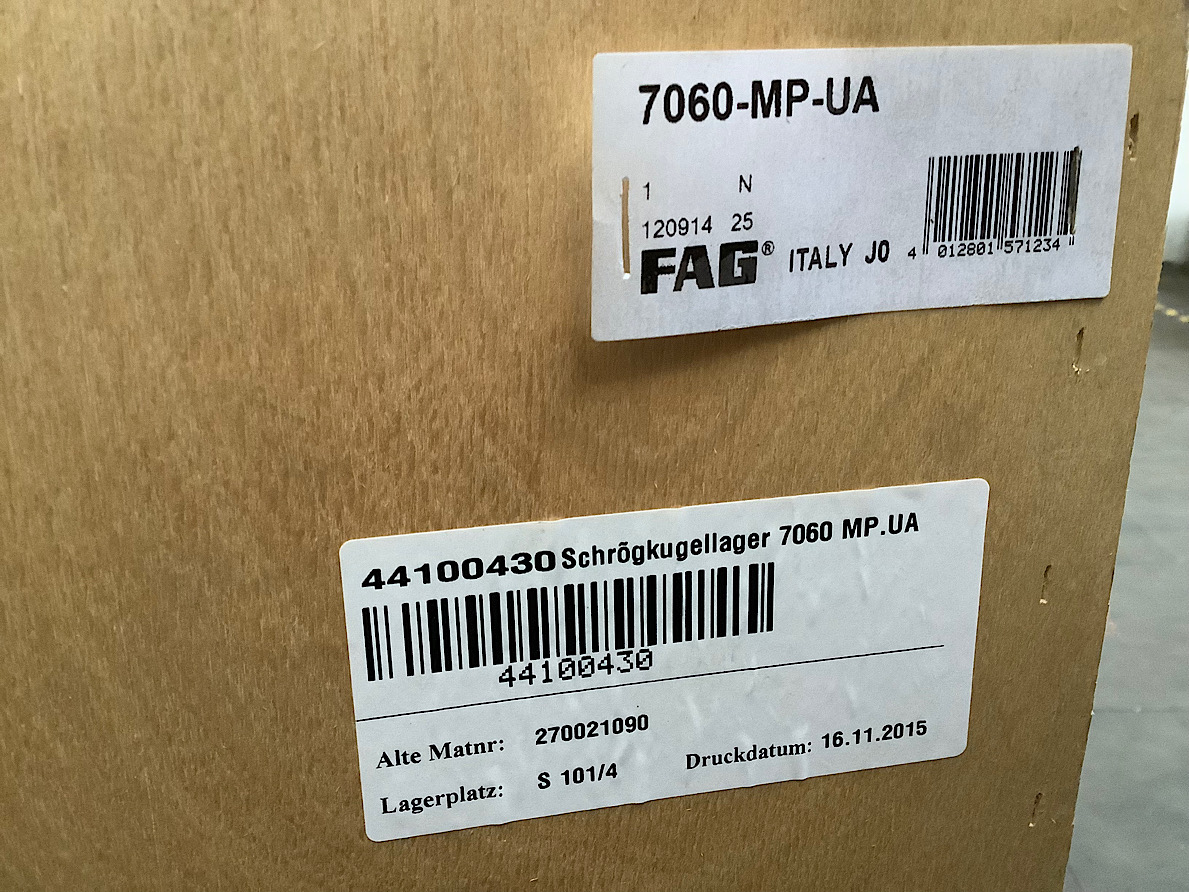 7060-MP-UA
1 N
120914 25
FAG® ITALY J0 4 012801 571234
44100430 Schrõgkugellager 7060 MP.UA
44100430
Alte Matnr: 270021090
Lagerplatz: S 101/4 Druckdatum: 16.11.2015